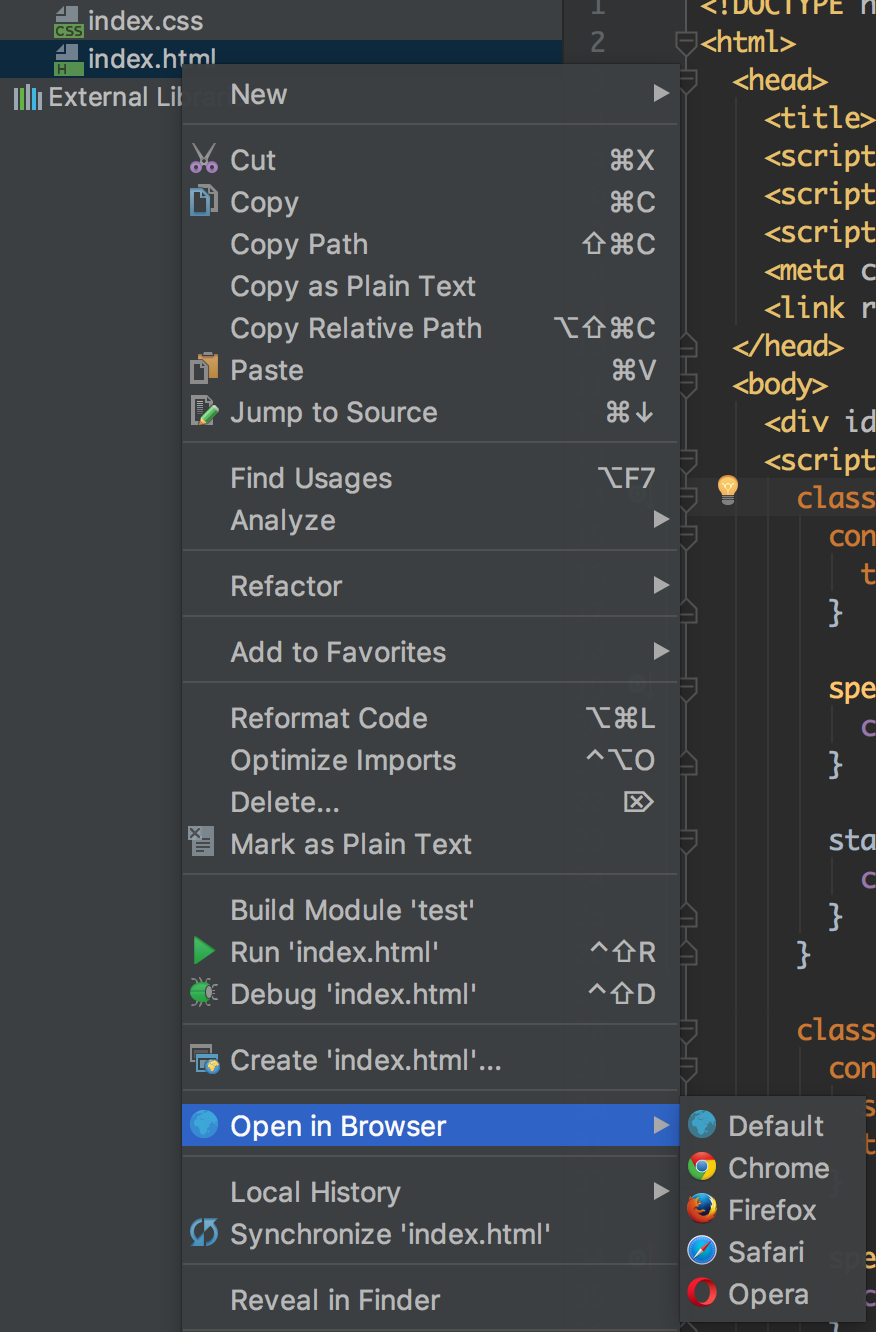 index.css
index.html
External Lib
New
Cut ⌘X
Copy ⌘C
Copy Path ⇧⌘C
Copy as Plain Text
Copy Relative Path ⌥⇧⌘C
Paste ⌘V
Jump to Source ⌘↓
Find Usages ⌥F7
Analyze
Refactor
Add to Favorites
Reformat Code ⌥⌘L
Optimize Imports ^⌥O
Delete... ⌦
Mark as Plain Text
Build Module 'test'
Run 'index.html' ^⇧R
Debug 'index.html' ^⇧D
Create 'index.html'...
Open in Browser
Local History
Synchronize 'index.html'
Reveal in Finder
Default
Chrome
Firefox
Safari
Opera
1 <!DOCTYPE h
2 <html>
<head>
<title>
<script
<script
<script
<meta c
<link r
</head>
<body>
<div id
<script
class
con
t
}
spe
c
}
sta
c
}
}
class
con
s
t
}
spe
c
}
CSS
H